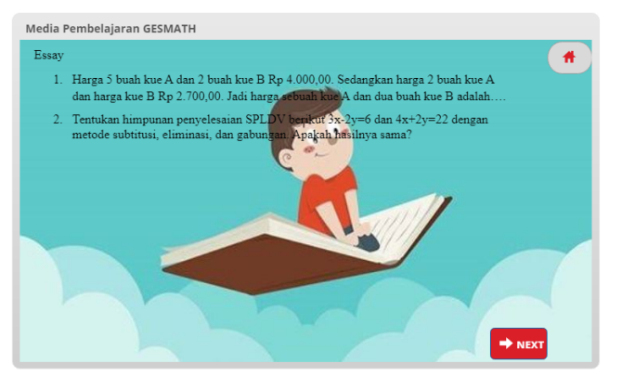 Media Pembelajaran GESMATH
Essay
1. Harga 5 buah kue A dan 2 buah kue B Rp 4.000,00. Sedangkan harga 2 buah kue A
dan harga kue B Rp 2.700,00. Jadi harga sebuah kue A dan dua buah kue B adalah….
2. Tentukan himpunan penyelesaian SPLDV berikut 3x-2y=6 dan 4x+2y=22 dengan
metode subtitusi, eliminasi, dan gabungan. Apakah hasilnya sama?
NEXT